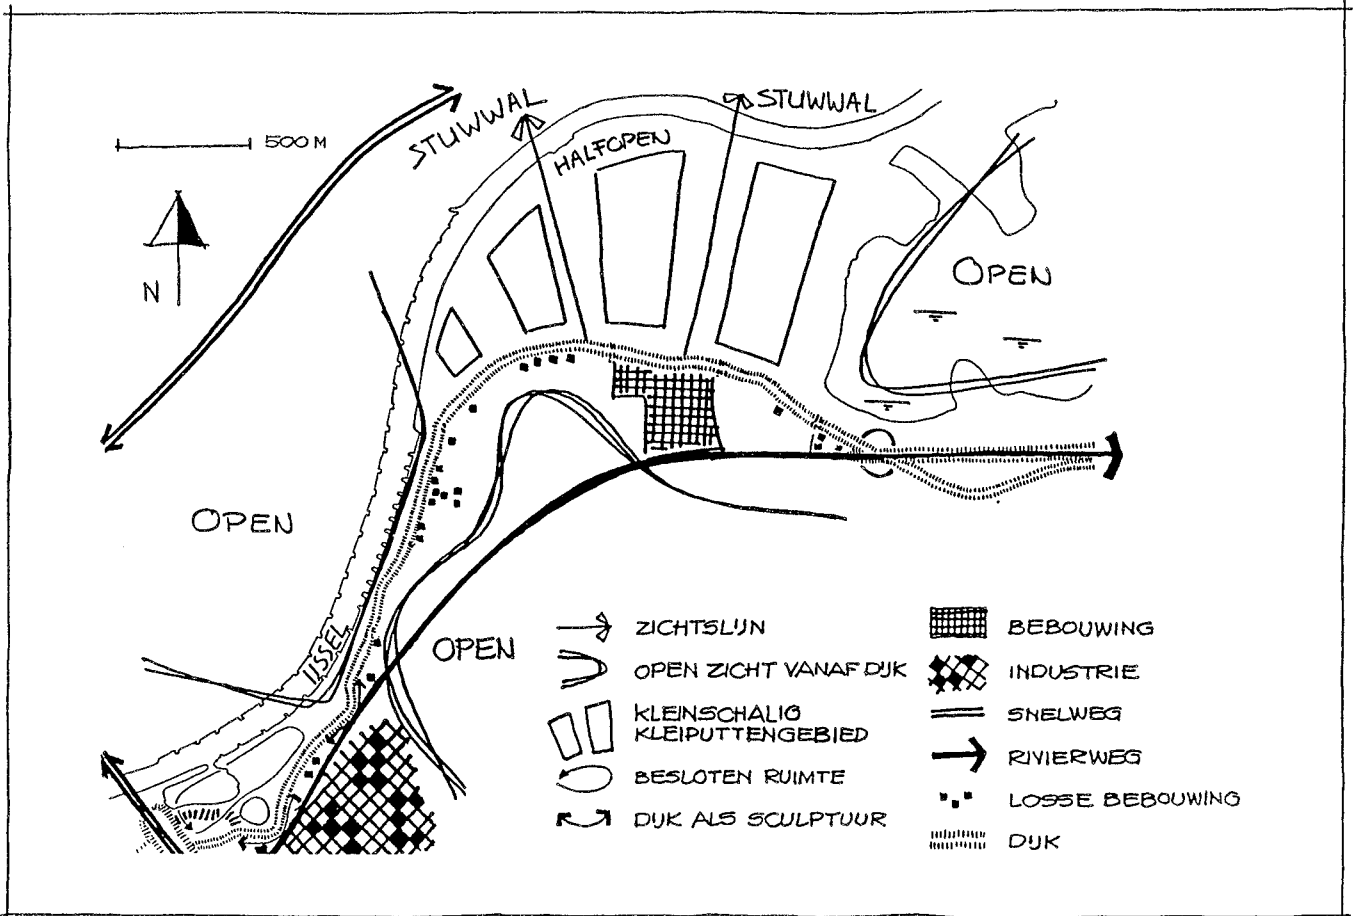 STUWWAL
STUWWAL
500 M
HALFOPEN
N
OPEN
OPEN
IJSSEL
OPEN
ZICHTSLIJN
OPEN ZICHT VANAF DIJK
KLEINSCHALIG
KLEIPUTTENGEBIED
BESLOTEN RUIMTE
DIJK ALS SCULPTUUR
BEBOUWING
INDUSTRIE
SNELWEG
RIVIERWEG
LOSSE BEBOUWING
DIJK